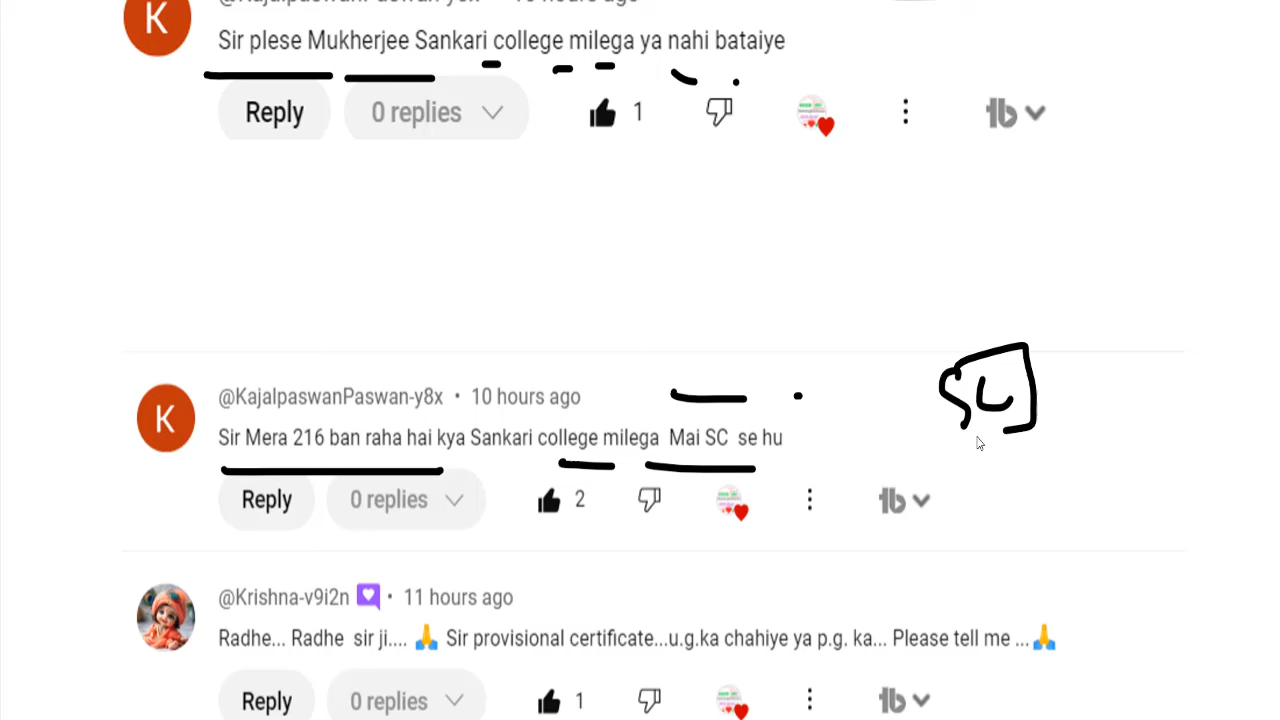 K
Sir plese Mukherjee Sankari college milega ya nahi bataiye
Reply 0 replies 1
@KajalpaswanPaswan-y8x • 10 hours ago
SC
K
Sir Mera 216 ban raha hai kya Sankari college milega Mai SC se hu
Reply 0 replies 2
@Krishna-v9i2n • 11 hours ago
Radhe... Radhe sir ji.... 🙏 Sir provisional certificate...u.g.ka chahiye ya p.g. ka... Please tell me ...🙏
Reply 0 replies 1